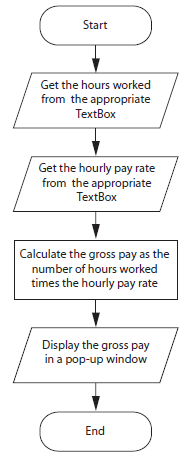 Start
Get the hours worked
from the appropriate
TextBox
Get the hourly pay rate
from the appropriate
TextBox
Calculate the gross pay as the
number of hours worked
times the hourly pay rate
Display the gross pay
in a pop-up window
End